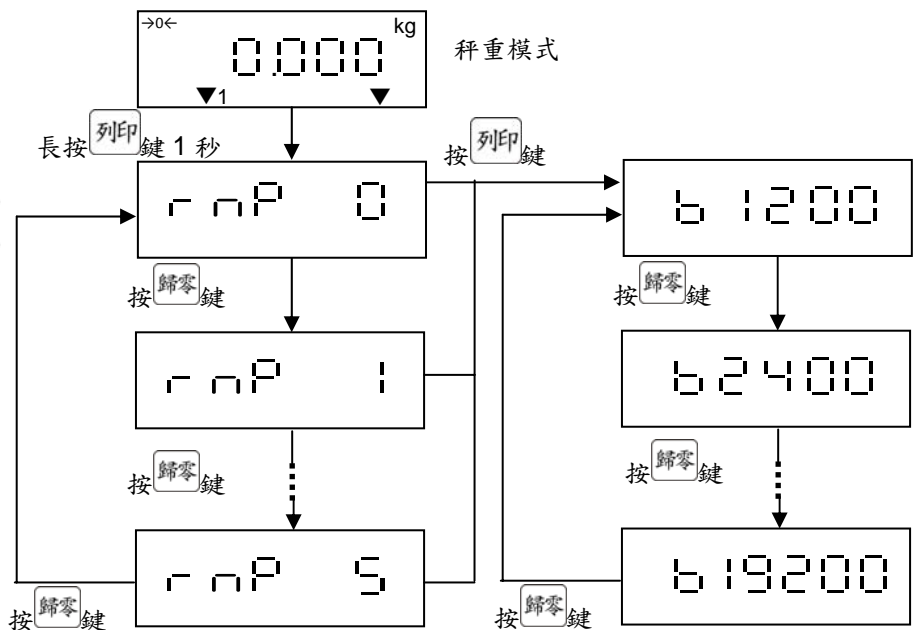 →0← kg
0.000
▼1 ▼
秤重模式
長按 列印 鍵 1 秒
按 列印 鍵
rnP 0
b 1200
按 歸零 鍵
按 歸零 鍵
rnP 1
b2400
按 歸零 鍵
按 歸零 鍵
rnP 5
b19200
按 歸零 鍵
按 歸零 鍵